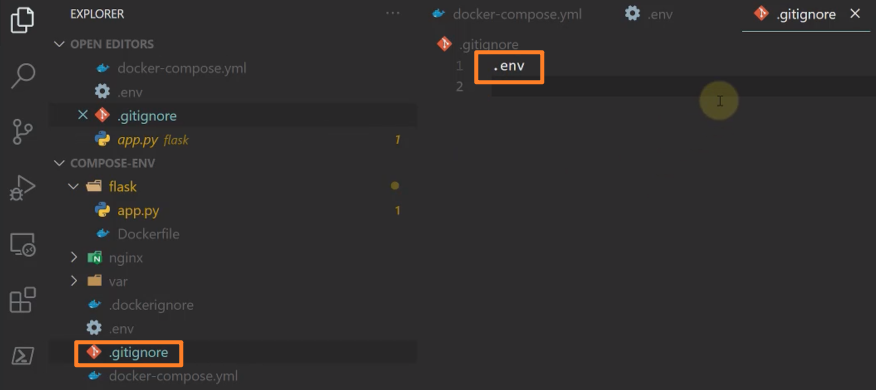 EXPLORER
...
OPEN EDITORS
docker-compose.yml
.env
.gitignore
app.py flask 1
COMPOSE-ENV
flask
app.py 1
Dockerfile
nginx
var
.dockerignore
.env
.gitignore
docker-compose.yml
docker-compose.yml .env .gitignore
.gitignore
1 .env
2